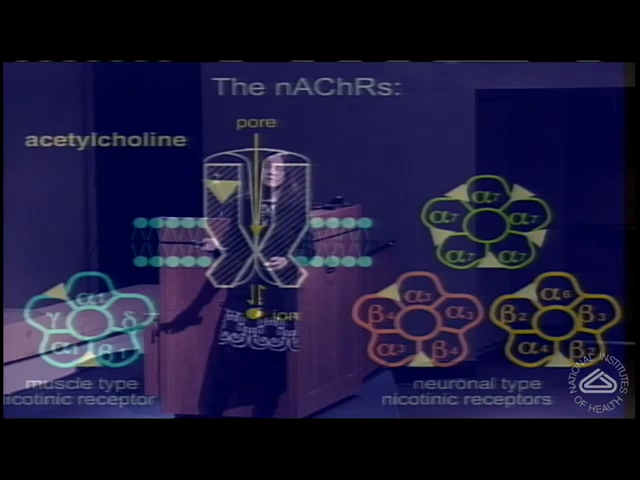 The nAChRs:
pore
acetylcholine
α7
α7
α7
α7
α7
ion
α1
γ
δ
α1
β1
α3
β4
α3
α3
β4
α6
β2
β3
α4
β2
muscle type
nicotinic receptor
neuronal type
nicotinic receptors
NATIONAL INSTITUTES
OF HEALTH